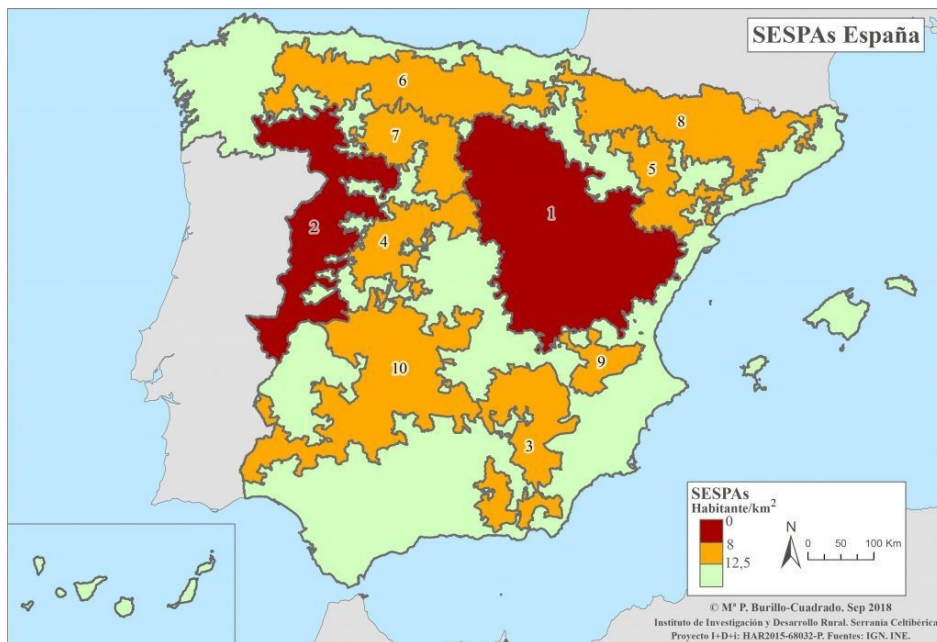 SESPAs España
6
8
7
5
1
2
4
9
10
3
SESPAs
Habitante/km²
0
8
12,5
N
0 50 100 Km
© Mª P. Burillo-Cuadrado. Sep 2018
Instituto de Investigación y Desarrollo Rural. Serranía Celtibérica
Proyecto I+D+i: HAR2015-68032-P. Fuentes: IGN. INE.